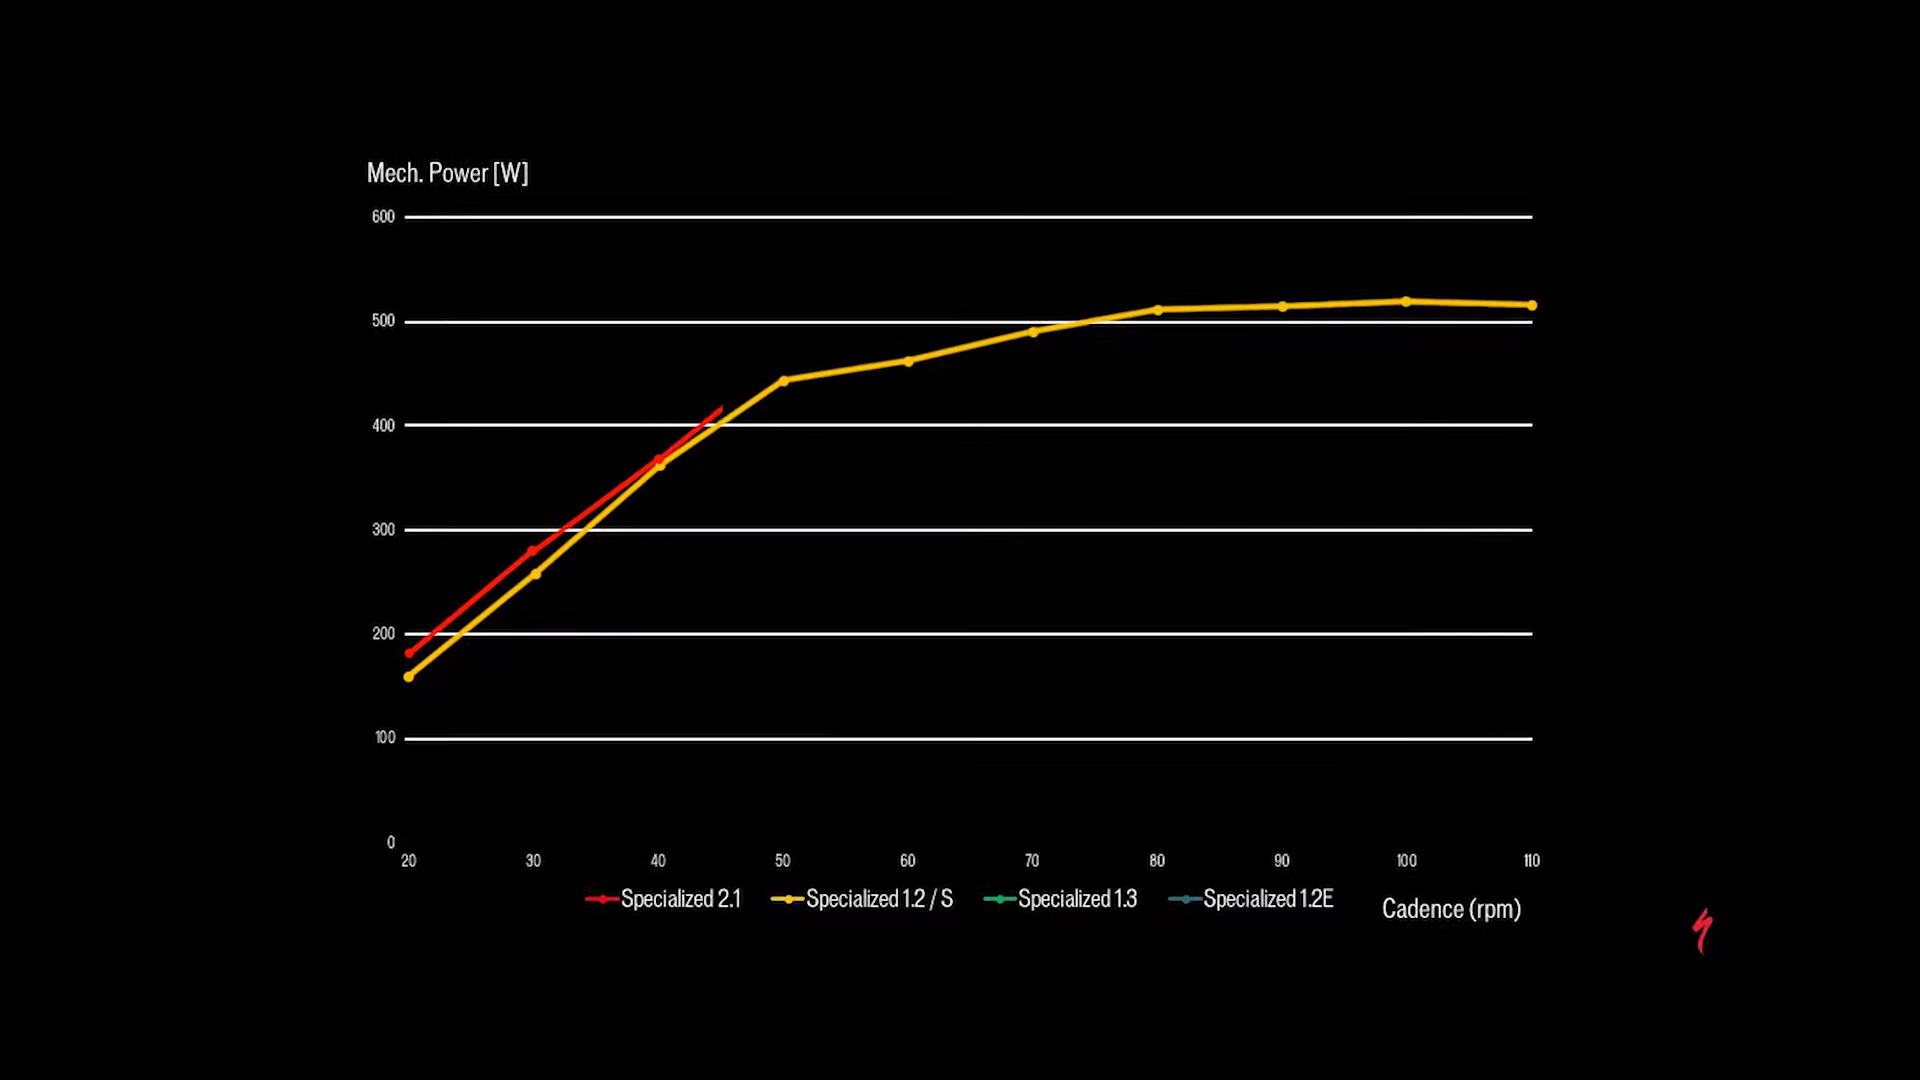 Mech. Power [W]
600
500
400
300
200
100
0
20 30 40 50 60 70 80 90 100 110
Specialized 2.1 Specialized 1.2 / S Specialized 1.3 Specialized 1.2E
Cadence (rpm)